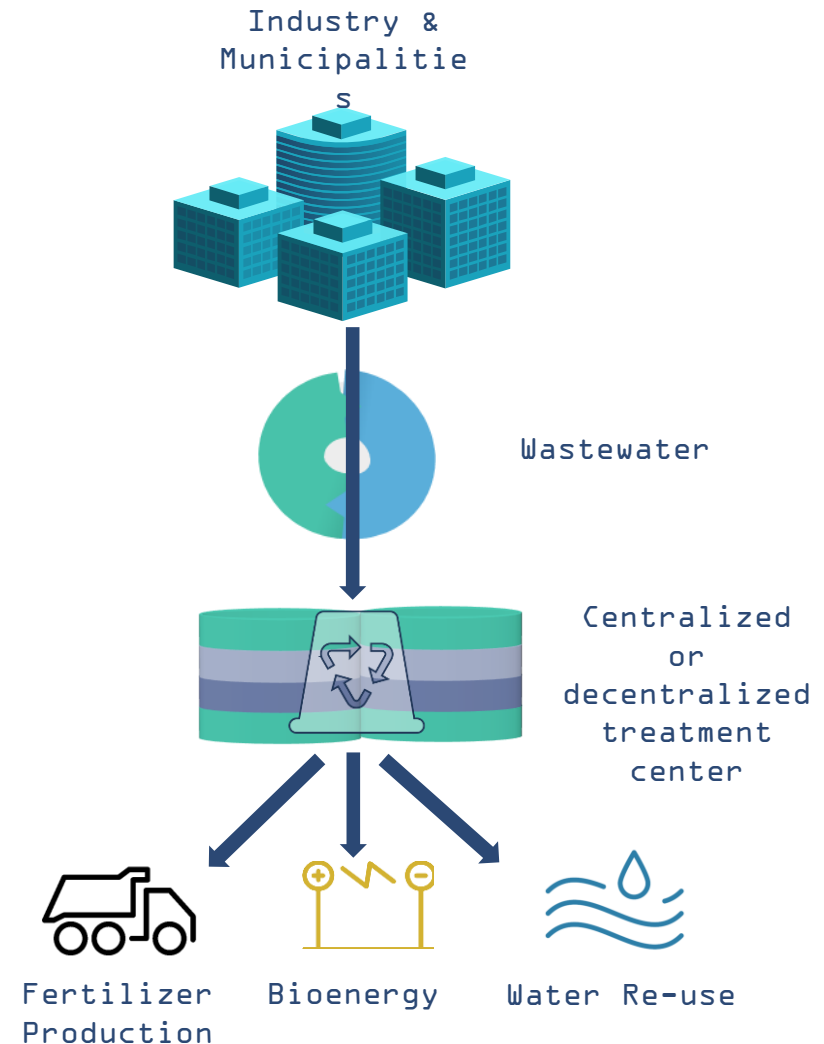 Industry &
Municipalitie
s
Wastewater
Centralized
or
decentralized
treatment
center
Fertilizer
Production
Bioenergy
Water Re-use